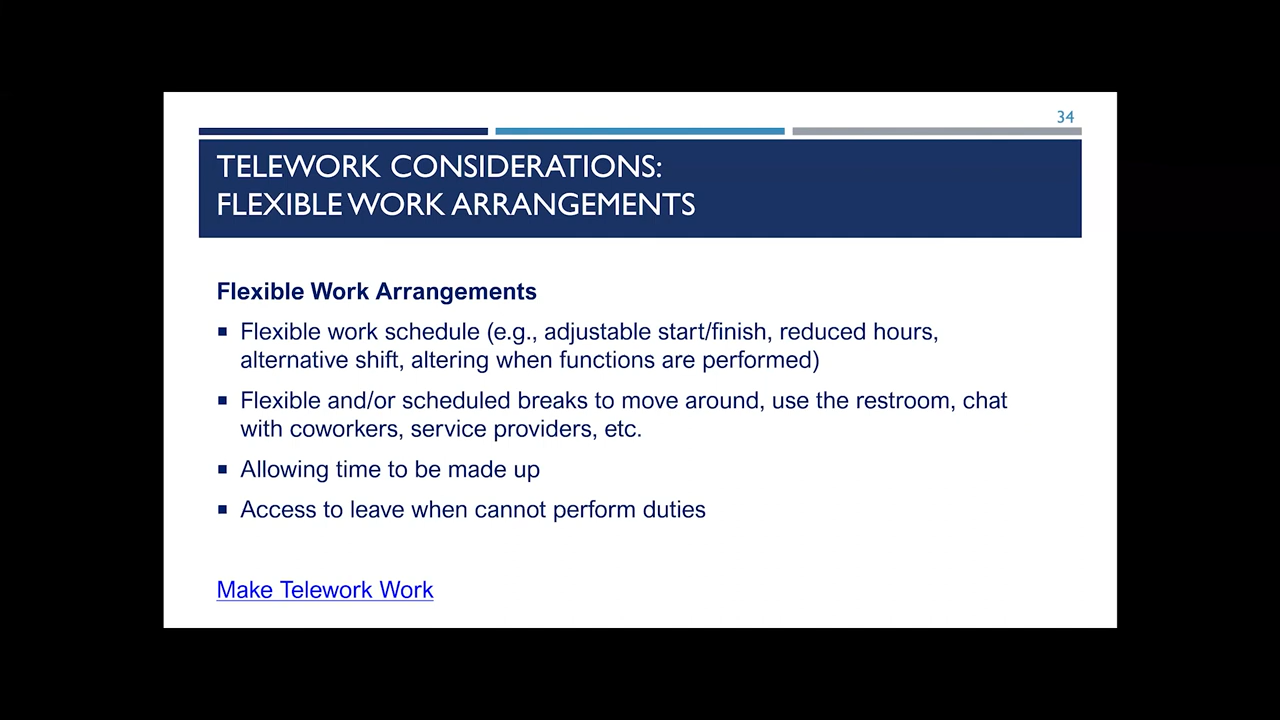 34
TELEWORK CONSIDERATIONS:
FLEXIBLE WORK ARRANGEMENTS
Flexible Work Arrangements
▪ Flexible work schedule (e.g., adjustable start/finish, reduced hours,
alternative shift, altering when functions are performed)
▪ Flexible and/or scheduled breaks to move around, use the restroom, chat
with coworkers, service providers, etc.
▪ Allowing time to be made up
▪ Access to leave when cannot perform duties
Make Telework Work